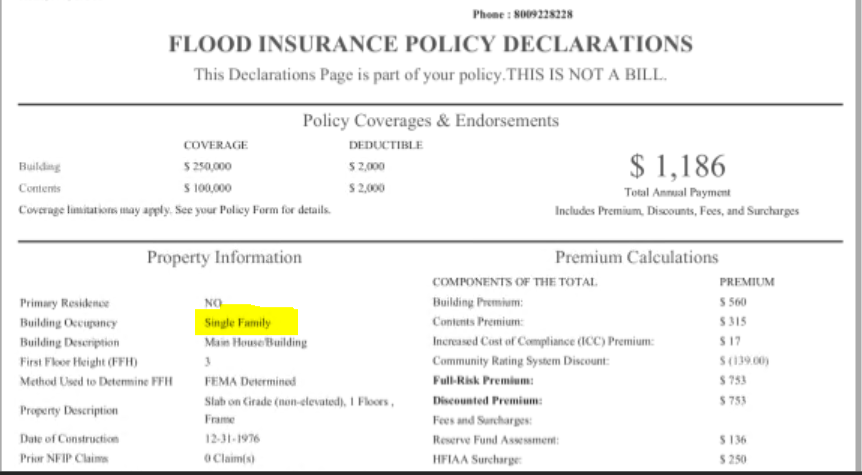 Phone : 8009228228
FLOOD INSURANCE POLICY DECLARATIONS
This Declarations Page is part of your policy.THIS IS NOT A BILL.
Policy Coverages & Endorsements
COVERAGE DEDUCTIBLE
Building $ 250,000 $ 2,000
Contents $ 100,000 $ 2,000
Coverage limitations may apply. See your Policy Form for details.
$ 1,186
Total Annual Payment
Includes Premium, Discounts, Fees, and Surcharges
Property Information
Primary Residence NO
Building Occupancy Single Family
Building Description Main House/Building
First Floor Height (FFH) 3
Method Used to Determine FFH FEMA Determined
Property Description Slab on Grade (non-elevated), 1 Floors ,
Frame
Date of Construction 12-31-1976
Prior NFIP Claims 0 Claim(s)
Premium Calculations
COMPONENTS OF THE TOTAL PREMIUM
Building Premium: $ 560
Contents Premium: $ 315
Increased Cost of Compliance (ICC) Premium: $ 17
Community Rating System Discount: $ (139.00)
Full-Risk Premium: $ 753
Discounted Premium: $ 753
Fees and Surcharges:
Reserve Fund Assessment: $ 136
HFIAA Surcharge: $ 250